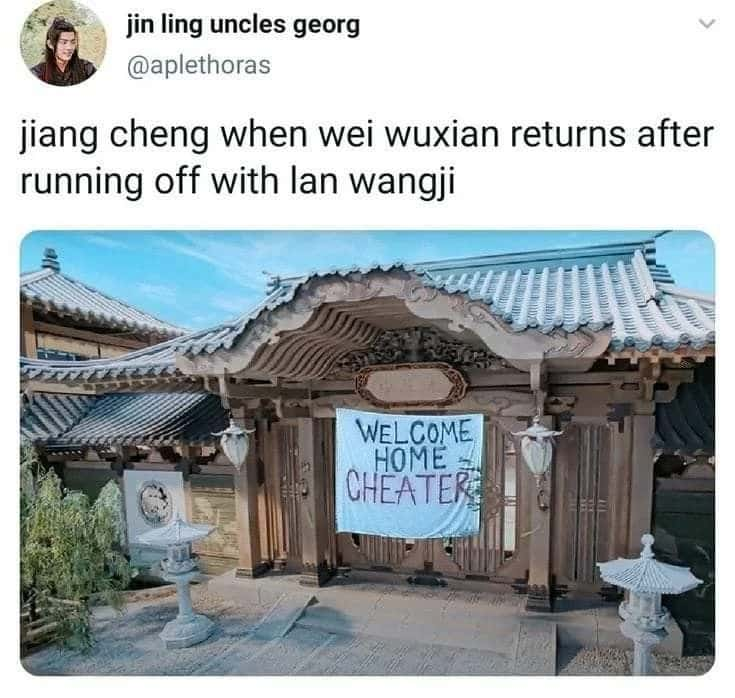 jin ling uncles georg
@aplethoras
jiang cheng when wei wuxian returns after
running off with lan wangji
WELCOME
HOME
CHEATER